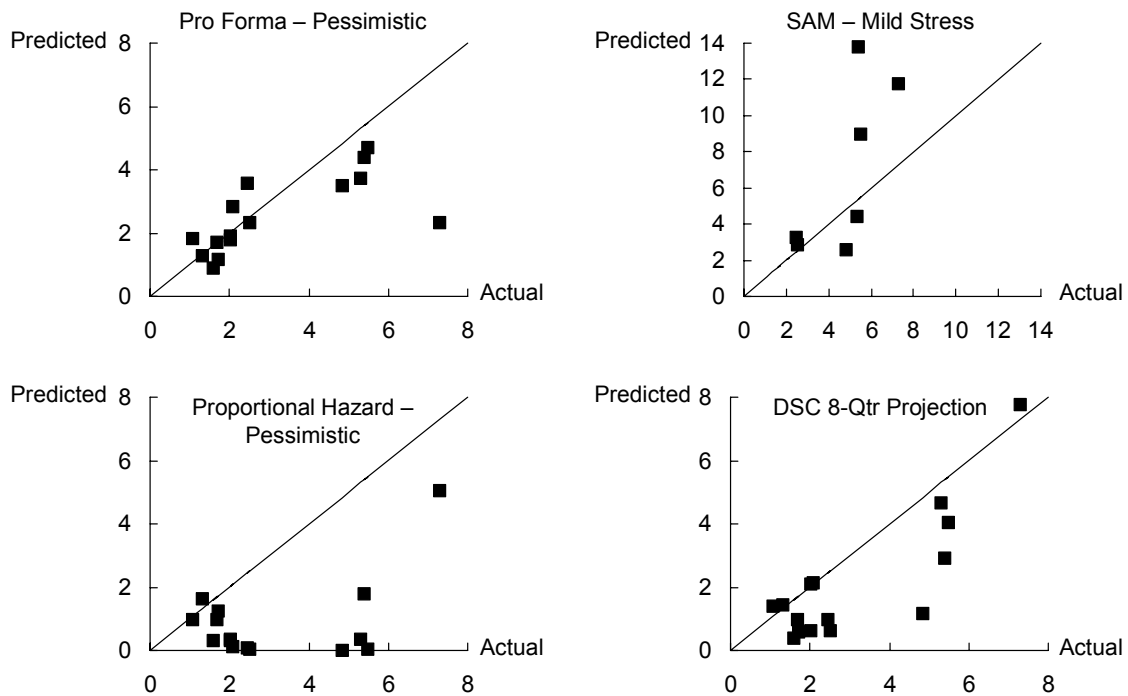 Pro Forma – Pessimistic
Predicted 8
6
4
2
0
Actual
0 2 4 6 8
SAM – Mild Stress
Predicted 14
12
10
8
6
4
2
0
Actual
0 2 4 6 8 10 12 14
Predicted 8
Proportional Hazard –
Pessimistic
6
4
2
0
Actual
0 2 4 6 8
Predicted 8
DSC 8-Qtr Projection
6
4
2
0
Actual
0 2 4 6 8